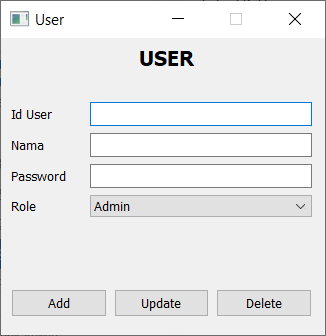 User
USER
Id User
Nama
Password
Role Admin
Add Update Delete